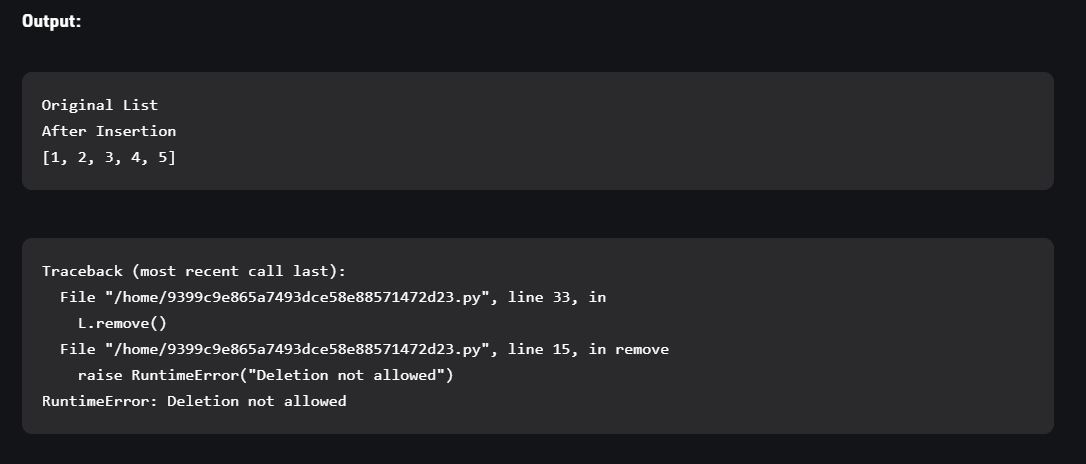 Output:
Original List
After Insertion
[1, 2, 3, 4, 5]
Traceback (most recent call last):
  File "/home/9399c9e865a7493dce58e88571472d23.py", line 33, in
    L.remove()
  File "/home/9399c9e865a7493dce58e88571472d23.py", line 15, in remove
    raise RuntimeError("Deletion not allowed")
RuntimeError: Deletion not allowed